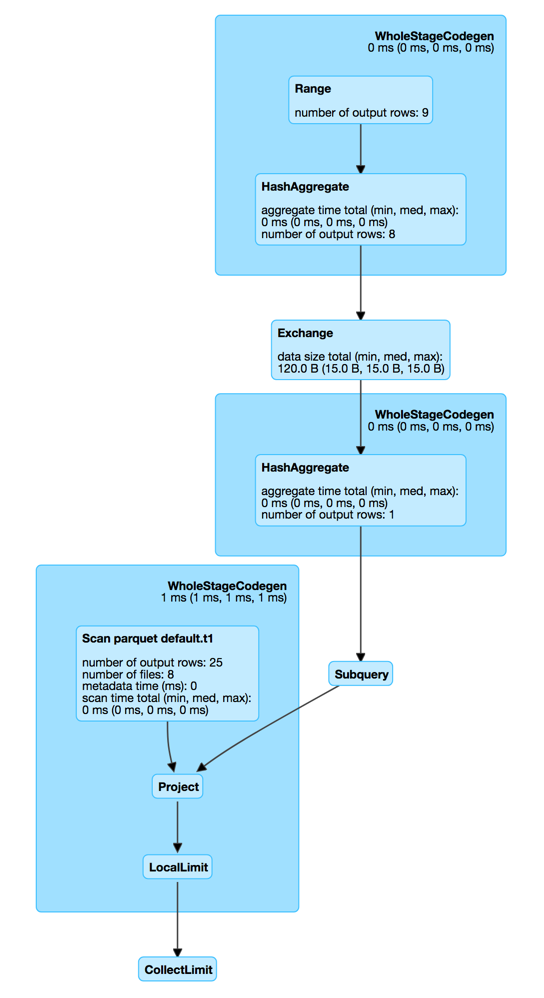 WholeStageCodegen
0 ms (0 ms, 0 ms, 0 ms)
Range
number of output rows: 9
HashAggregate
aggregate time total (min, med, max):
0 ms (0 ms, 0 ms, 0 ms)
number of output rows: 8
Exchange
data size total (min, med, max):
120.0 B (15.0 B, 15.0 B, 15.0 B)
WholeStageCodegen
0 ms (0 ms, 0 ms, 0 ms)
HashAggregate
aggregate time total (min, med, max):
0 ms (0 ms, 0 ms, 0 ms)
number of output rows: 1
WholeStageCodegen
1 ms (1 ms, 1 ms, 1 ms)
Scan parquet default.t1
number of output rows: 25
number of files: 8
metadata time (ms): 0
scan time total (min, med, max):
0 ms (0 ms, 0 ms, 0 ms)
Subquery
Project
LocalLimit
CollectLimit